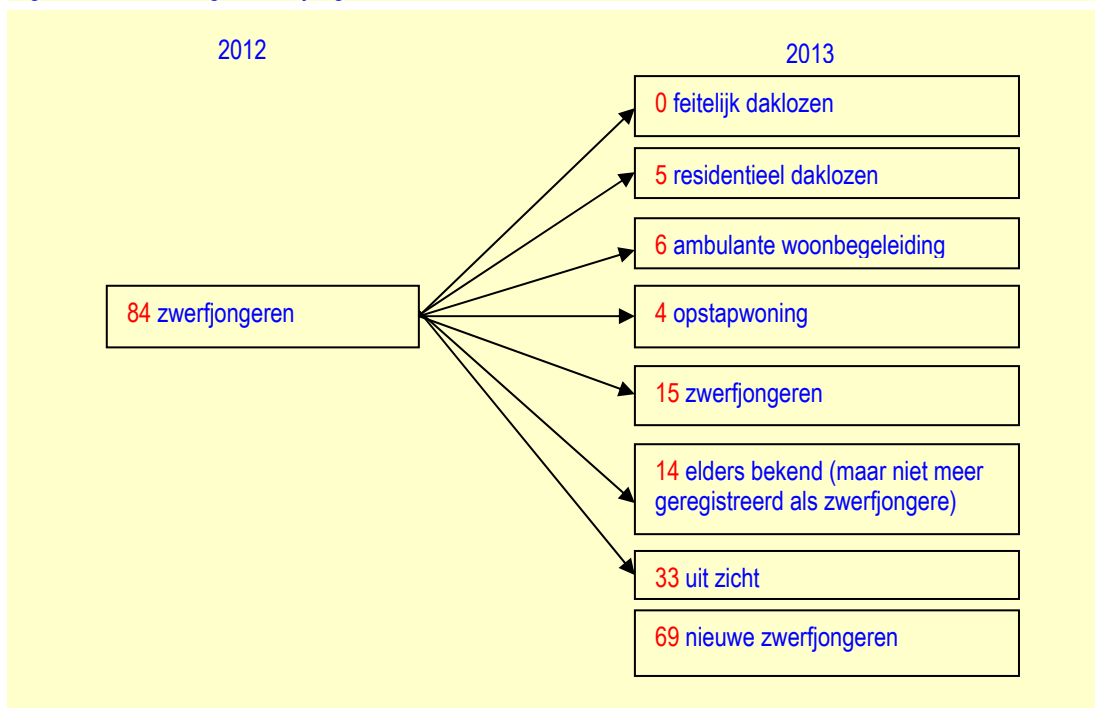 2012
2013
0 feitelijk daklozen
5 residentieel daklozen
6 ambulante woonbegeleiding
84 zwerfjongeren
4 opstapwoning
15 zwerfjongeren
14 elders bekend (maar niet meer
geregistreerd als zwerfjongere)
33 uit zicht
69 nieuwe zwerfjongeren